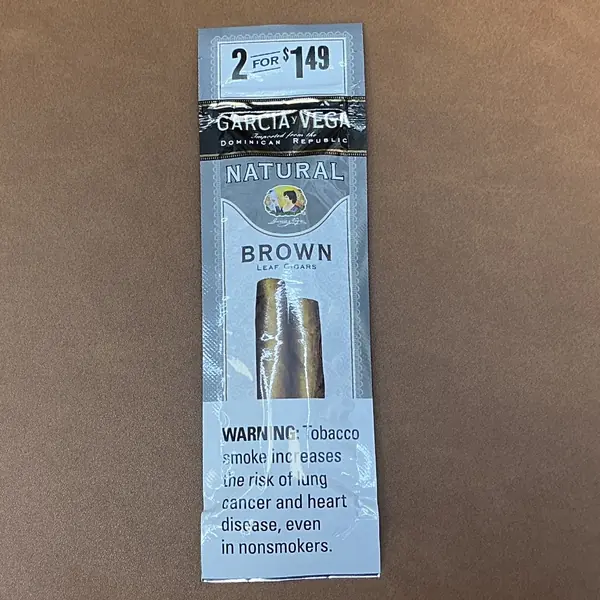 2 FOR $1.49
GARCIA Y VEGA
Imported from the
DOMINICAN REPUBLIC
NATURAL
BROWN
LEAF CIGARS
WARNING: Tobacco
smoke increases
the risk of lung
cancer and heart
disease, even
in nonsmokers.